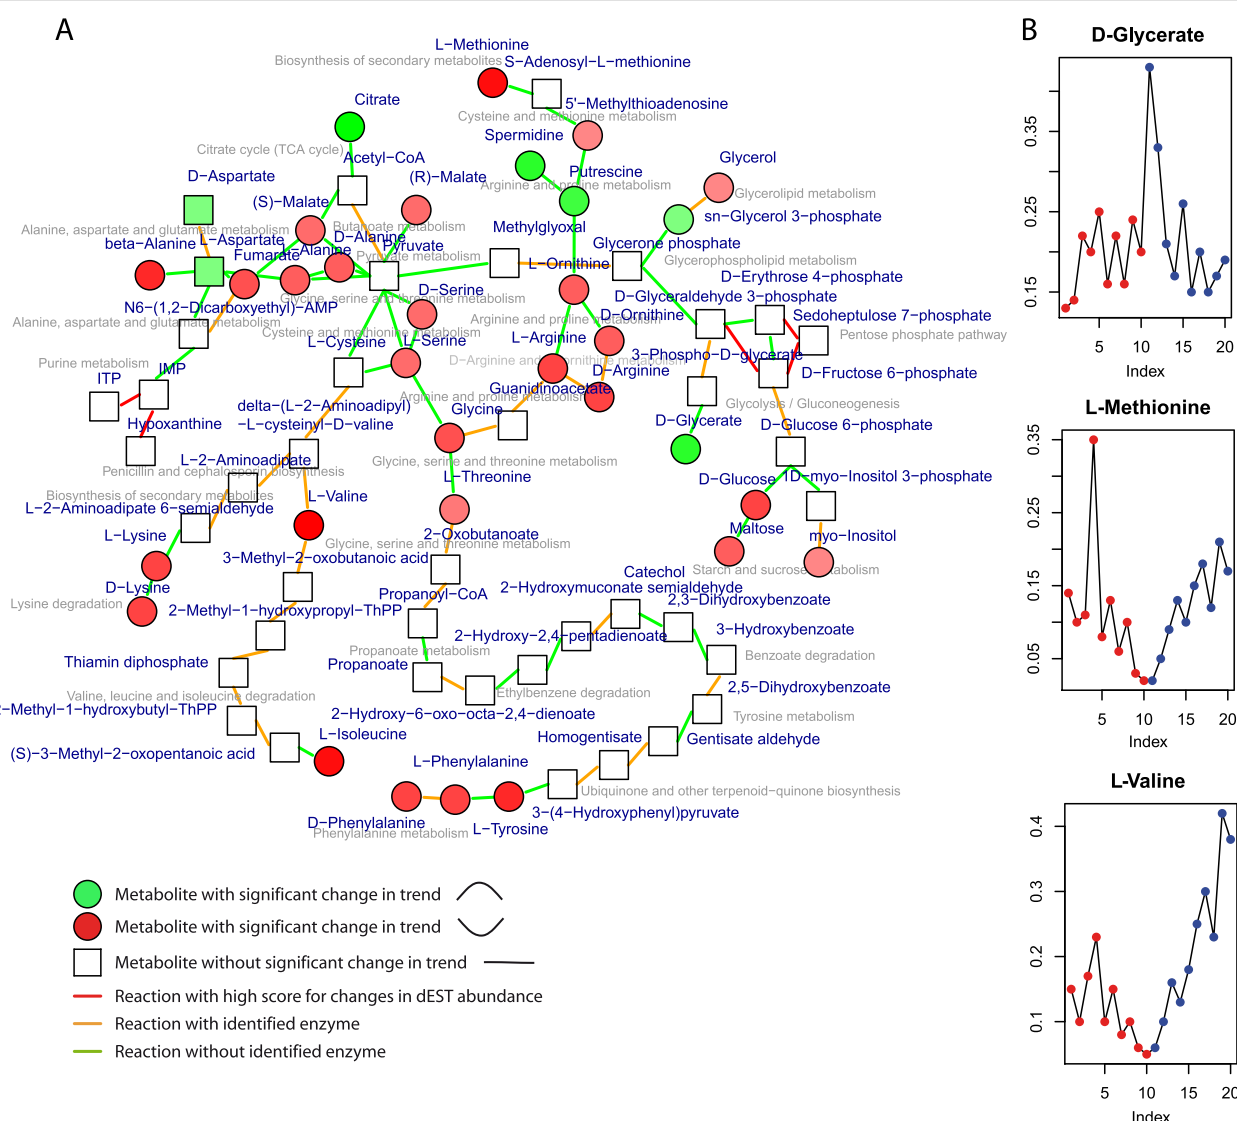 A
L−Methionine
Biosynthesis of secondary metabolites
S−Adenosyl−L−methionine
Citrate
5'−Methylthioadenosine
Cysteine and methionine metabolism
Spermidine
Citrate cycle (TCA cycle)
Acetyl−CoA
Glycerol
D−Aspartate
(R)−Malate
Putrescine
Arginine and proline metabolism
Glycerolipid metabolism
(S)−Malate
sn−Glycerol 3−phosphate
Alanine, aspartate and glutamate metabolism
Butanoate metabolism
Methylglyoxal
beta−Alanine
L−Aspartate
D−Alanine
Pyruvate
Glycerone phosphate
Fumarate
L−Alanine
Pyruvate metabolism
L−Ornithine
Glycerophospholipid metabolism
D−Erythrose 4−phosphate
D−Serine
Glycine, serine and threonine metabolism
D−Glyceraldehyde 3−phosphate
N6−(1,2−Dicarboxyethyl)−AMP
Alanine, aspartate and glutamate metabolism
Arginine and proline metabolism
D−Ornithine
Sedoheptulose 7−phosphate
Cysteine and methionine metabolism
L−Cysteine
L−Serine
L−Arginine
Pentose phosphate pathway
3−Phospho−D−glycerate
Purine metabolism
IMP
D−Arginine and D−ornithine metabolism
D−Arginine
D−Fructose 6−phosphate
ITP
Guanidinoacetate
Arginine and proline metabolism
delta−(L−2−Aminoadipyl)
−L−cysteinyl−D−valine
Glycine
Glycolysis / Gluconeogenesis
Hypoxanthine
D−Glycerate
D−Glucose 6−phosphate
L−2−Aminoadipate
Glycine, serine and threonine metabolism
Penicillin and cephalosporin biosynthesis
L−Threonine
D−Glucose
1D−myo−Inositol 3−phosphate
Biosynthesis of secondary metabolites
L−Valine
L−2−Aminoadipate 6−semialdehyde
L−Lysine
2−Oxobutanoate
Maltose
myo−Inositol
Glycine, serine and threonine metabolism
3−Methyl−2−oxobutanoic acid
Catechol
Starch and sucrose metabolism
D−Lysine
Propanoyl−CoA
2−Hydroxymuconate semialdehyde
Lysine degradation
2−Methyl−1−hydroxypropyl−ThPP
2,3−Dihydroxybenzoate
2−Hydroxy−2,4−pentadienoate
3−Hydroxybenzoate
Propanoate metabolism
Thiamin diphosphate
Propanoate
Benzoate degradation
Valine, leucine and isoleucine degradation
Ethylbenzene degradation
2,5−Dihydroxybenzoate
2−Methyl−1−hydroxybutyl−ThPP
2−Hydroxy−6−oxo−octa−2,4−dienoate
Tyrosine metabolism
L−Isoleucine
Homogentisate
Gentisate aldehyde
(S)−3−Methyl−2−oxopentanoic acid
L−Phenylalanine
Ubiquinone and other terpenoid−quinone biosynthesis
D−Phenylalanine
3−(4−Hydroxyphenyl)pyruvate
Phenylalanine metabolism
L−Tyrosine
Metabolite with significant change in trend
Metabolite with significant change in trend
Metabolite without significant change in trend
Reaction with high score for changes in dEST abundance
Reaction with identified enzyme
Reaction without identified enzyme
B
D−Glycerate
0.35
0.25
0.15
5 10 15 20
Index
L−Methionine
0.35
0.25
0.15
0.05
5 10 15 20
Index
L−Valine
0.4
0.3
0.2
0.1
5 10 15 20
Index